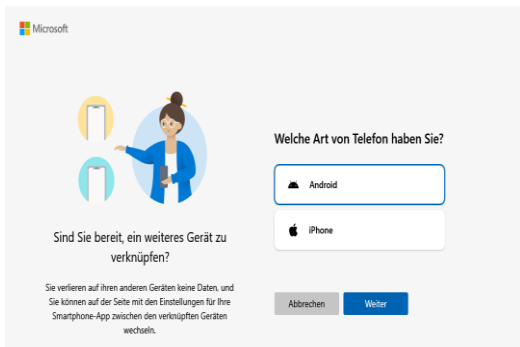 Microsoft
Welche Art von Telefon haben Sie?
Android
iPhone
Sind Sie bereit, ein weiteres Gerät zu
verknüpfen?
Sie verlieren auf ihren anderen Geräten keine Daten, und
Sie können auf der Seite mit den Einstellungen für Ihre
Smartphone-App zwischen den verknüpften Geräten
wechseln.
Abbrechen
Weiter